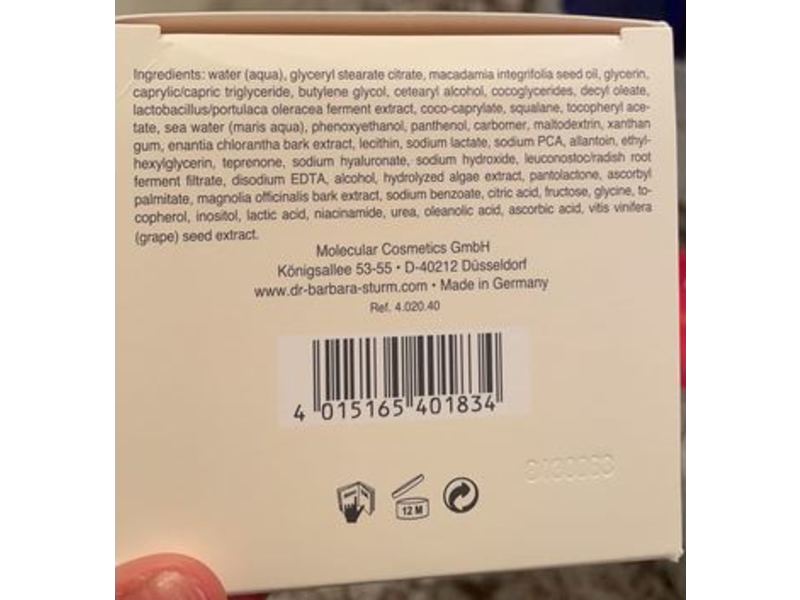 Ingredients: water (aqua), glyceryl stearate citrate, macadamia integrifolia seed oil, glycerin,
caprylic/capric triglyceride, butylene glycol, cetearyl alcohol, cocoglycerides, decyl oleate,
lactobacillus/portulaca oleracea ferment extract, coco-caprylate, squalane, tocopheryl ace-
tate, sea water (maris aqua), phenoxyethanol, panthenol, carbomer, maltodextrin, xanthan
gum, enantia chlorantha bark extract, lecithin, sodium lactate, sodium PCA, allantoin, ethyl-
hexylglycerin, teprenone, sodium hyaluronate, sodium hydroxide, leuconostoc/radish root
ferment filtrate, disodium EDTA, alcohol, hydrolyzed algae extract, pantolactone, ascorbyl
palmitate, magnolia officinalis bark extract, sodium benzoate, citric acid, fructose, glycine, to-
copherol, inositol, lactic acid, niacinamide, urea, oleanolic acid, ascorbic acid, vitis vinifera
(grape) seed extract.
Molecular Cosmetics GmbH
Königsallee 53-55 • D-40212 Düsseldorf
www.dr-barbara-sturm.com • Made in Germany
Ref. 4.020.40
4 015165 401834
12 M